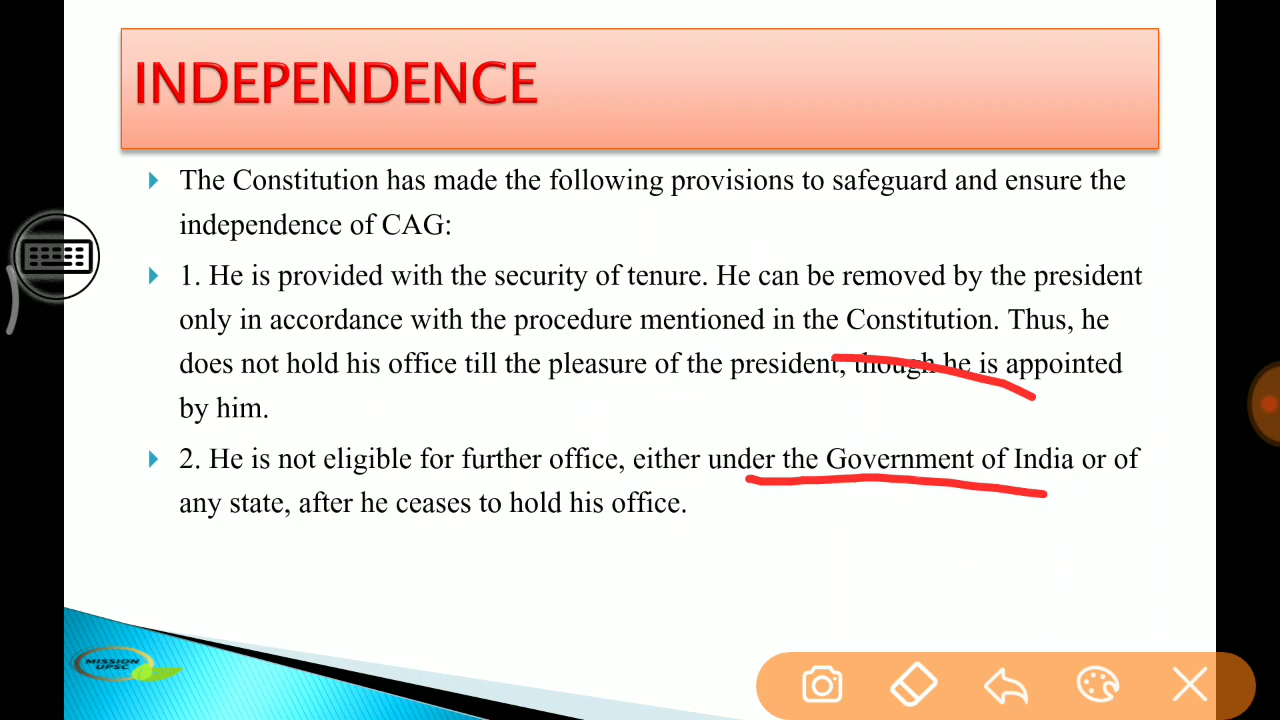 INDEPENDENCE
The Constitution has made the following provisions to safeguard and ensure the
independence of CAG:
1. He is provided with the security of tenure. He can be removed by the president
only in accordance with the procedure mentioned in the Constitution. Thus, he
does not hold his office till the pleasure of the president, though he is appointed
by him.
2. He is not eligible for further office, either under the Government of India or of
any state, after he ceases to hold his office.
MISSION
UPSC